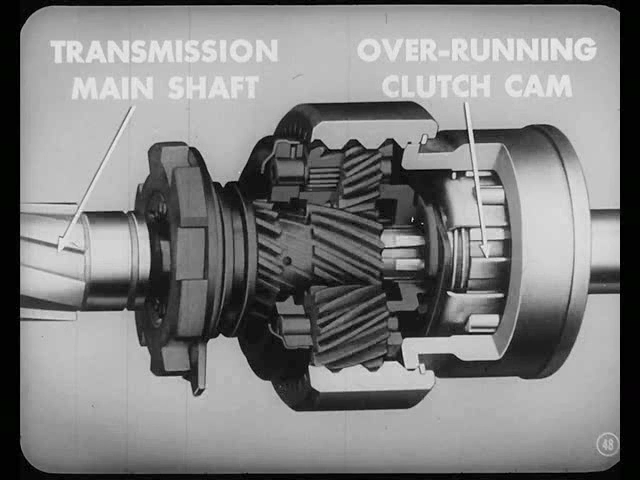 TRANSMISSION
MAIN SHAFT
OVER-RUNNING
CLUTCH CAM
48